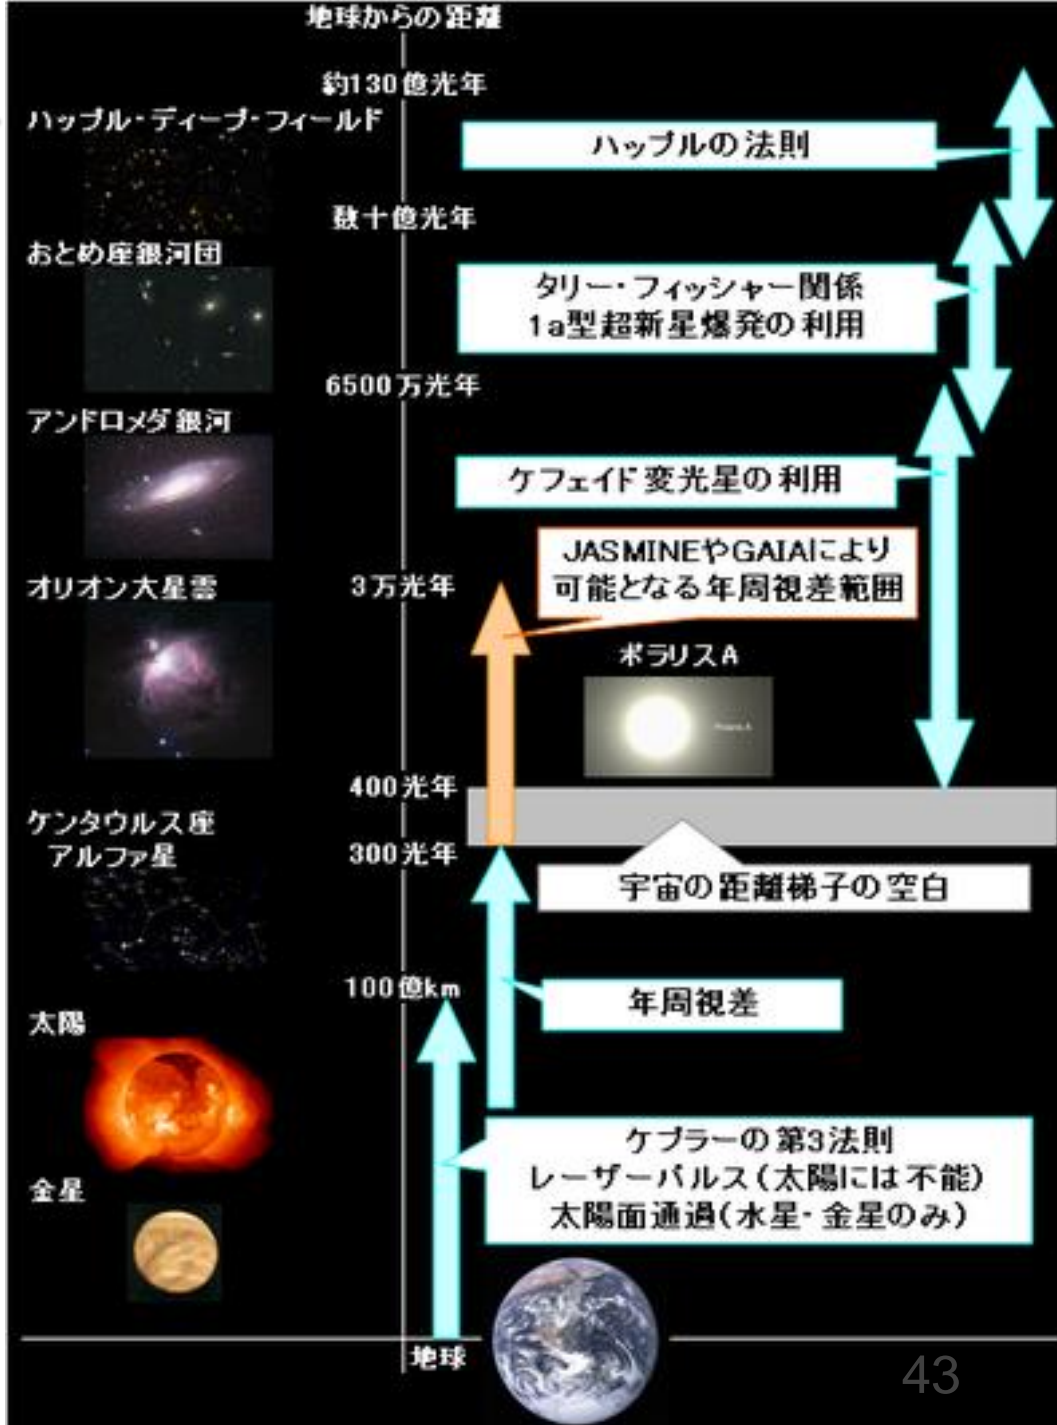 地球からの距離
約130億光年
ハッブル・ディープ・フィールド
ハッブルの法則
数十億光年
おとめ座銀河団
タリー・フィッシャー関係
1a型超新星爆発の利用
6500万光年
アンドロメダ銀河
ケフェイド変光星の利用
JASMINEやGAIAにより
可能となる年周視差範囲
オリオン大星雲
3万光年
ポラリスA
400光年
ケンタウルス座
アルファ星
300光年
宇宙の距離梯子の空白
100億km
年周視差
太陽
ケプラーの第3法則
レーザーパルス(太陽には不能)
太陽面通過(水星・金星のみ)
金星
地球
43